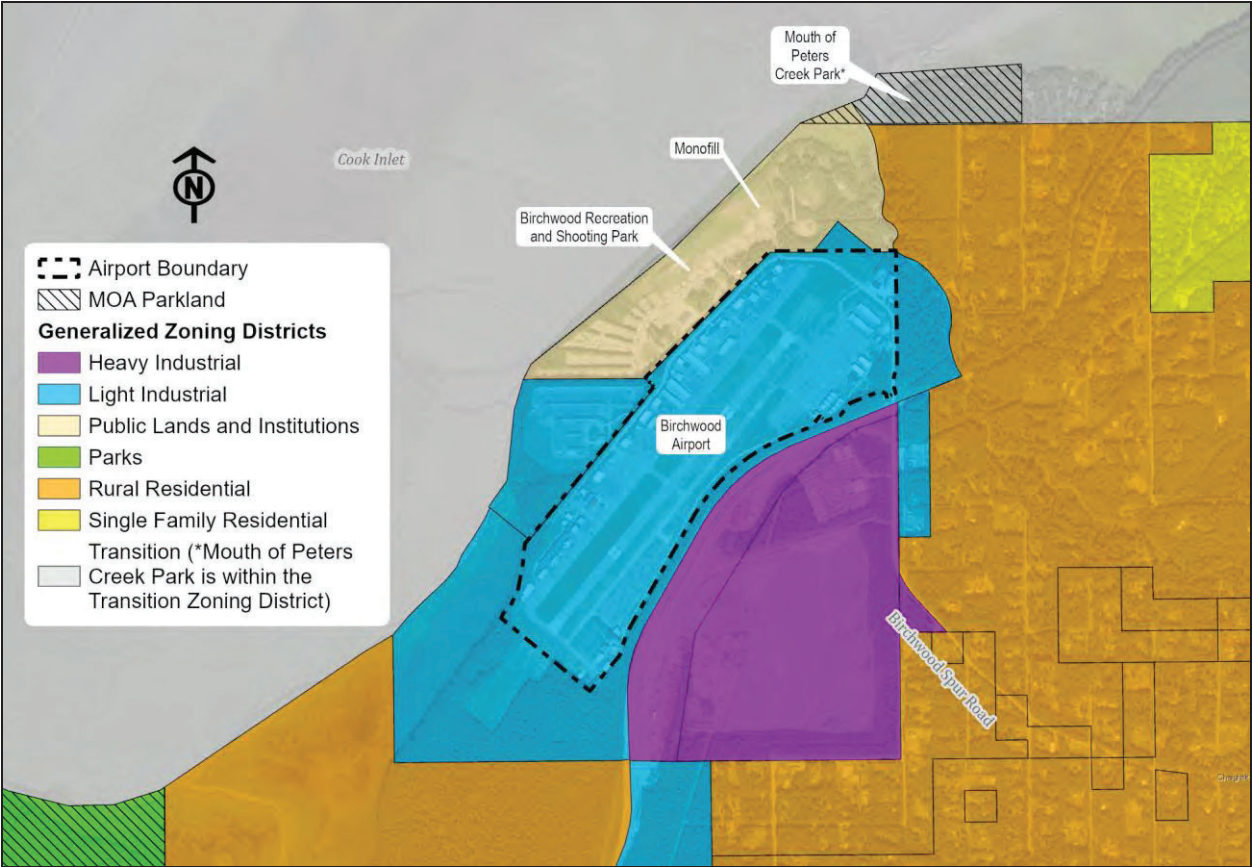 Mouth of
Peters
Creek Park*
Monofill
Cook Inlet
N
Birchwood Recreation
and Shooting Park
Airport Boundary
MOA Parkland
Generalized Zoning Districts
Heavy Industrial
Light Industrial
Public Lands and Institutions
Parks
Rural Residential
Single Family Residential
Transition (*Mouth of Peters
Creek Park is within the
Transition Zoning District)
Birchwood
Airport
Birchwood Spur Road